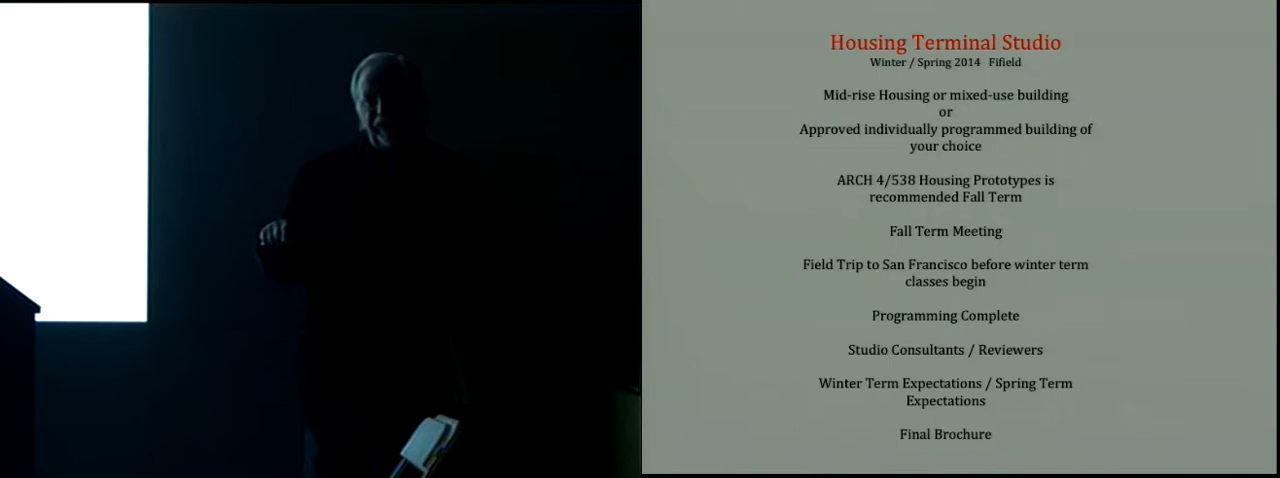 Housing Terminal Studio
Winter / Spring 2014 Fifield
Mid-rise Housing or mixed-use building
or
Approved individually programmed building of
your choice
ARCH 4/538 Housing Prototypes is
recommended Fall Term
Fall Term Meeting
Field Trip to San Francisco before winter term
classes begin
Programming Complete
Studio Consultants / Reviewers
Winter Term Expectations / Spring Term
Expectations
Final Brochure